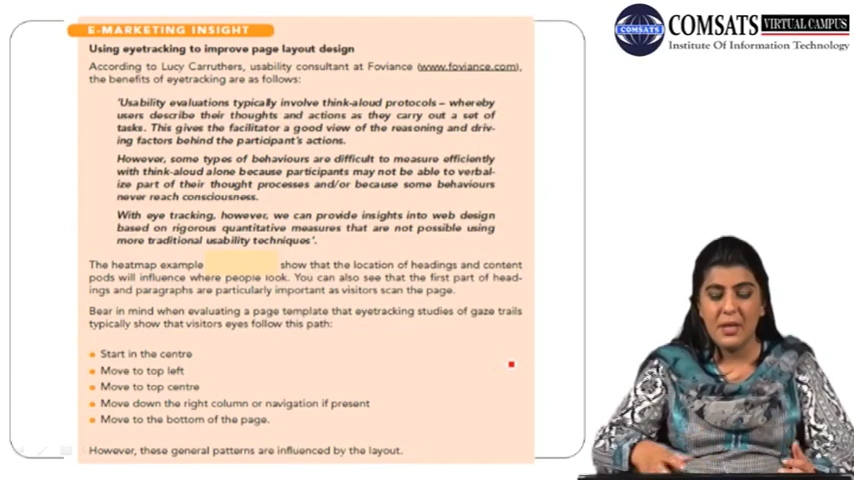 E-MARKETING INSIGHT
COMSATS VIRTUAL CAMPUS
Institute Of Information Technology
Using eyetracking to improve page layout design
According to Lucy Carruthers, usability consultant at Foviance (www.foviance.com),
the benefits of eyetracking are as follows:
'Usability evaluations typically involve think-aloud protocols – whereby
users describe their thoughts and actions as they carry out a set of
tasks. This gives the facilitator a good view of the reasoning and driv-
ing factors behind the participant's actions.
However, some types of behaviours are difficult to measure efficiently
with think-aloud alone because participants may not be able to verbal-
ize part of their thought processes and/or because some behaviours
never reach consciousness.
With eye tracking, however, we can provide insights into web design
based on rigorous quantitative measures that are not possible using
more traditional usability techniques'.
The heatmap example show that the location of headings and content
pods will influence where people look. You can also see that the first part of head-
ings and paragraphs are particularly important as visitors scan the page.
Bear in mind when evaluating a page template that eyetracking studies of gaze trails
typically show that visitors eyes follow this path:
• Start in the centre
• Move to top left
• Move to top centre
• Move down the right column or navigation if present
• Move to the bottom of the page.
However, these general patterns are influenced by the layout.